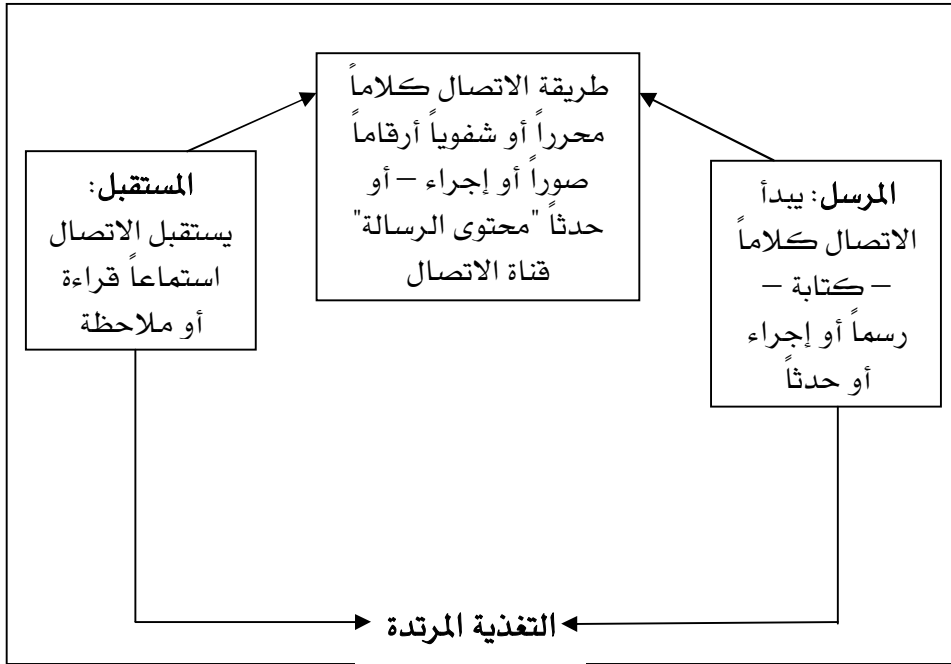 طريقة الاتصال كلاماً
محرراً أو شفوياً أرقاماً
صوراً أو إجراء – أو
حدثاً "محتوى الرسالة"
قناة الاتصال
المرسل: يبدأ
الاتصال كلاماً
– كتابة –
رسماً أو إجراء
أو حدثاً
المستقبل:
يستقبل الاتصال
استماعاً قراءة
أو ملاحظة
التغذية المرتدة